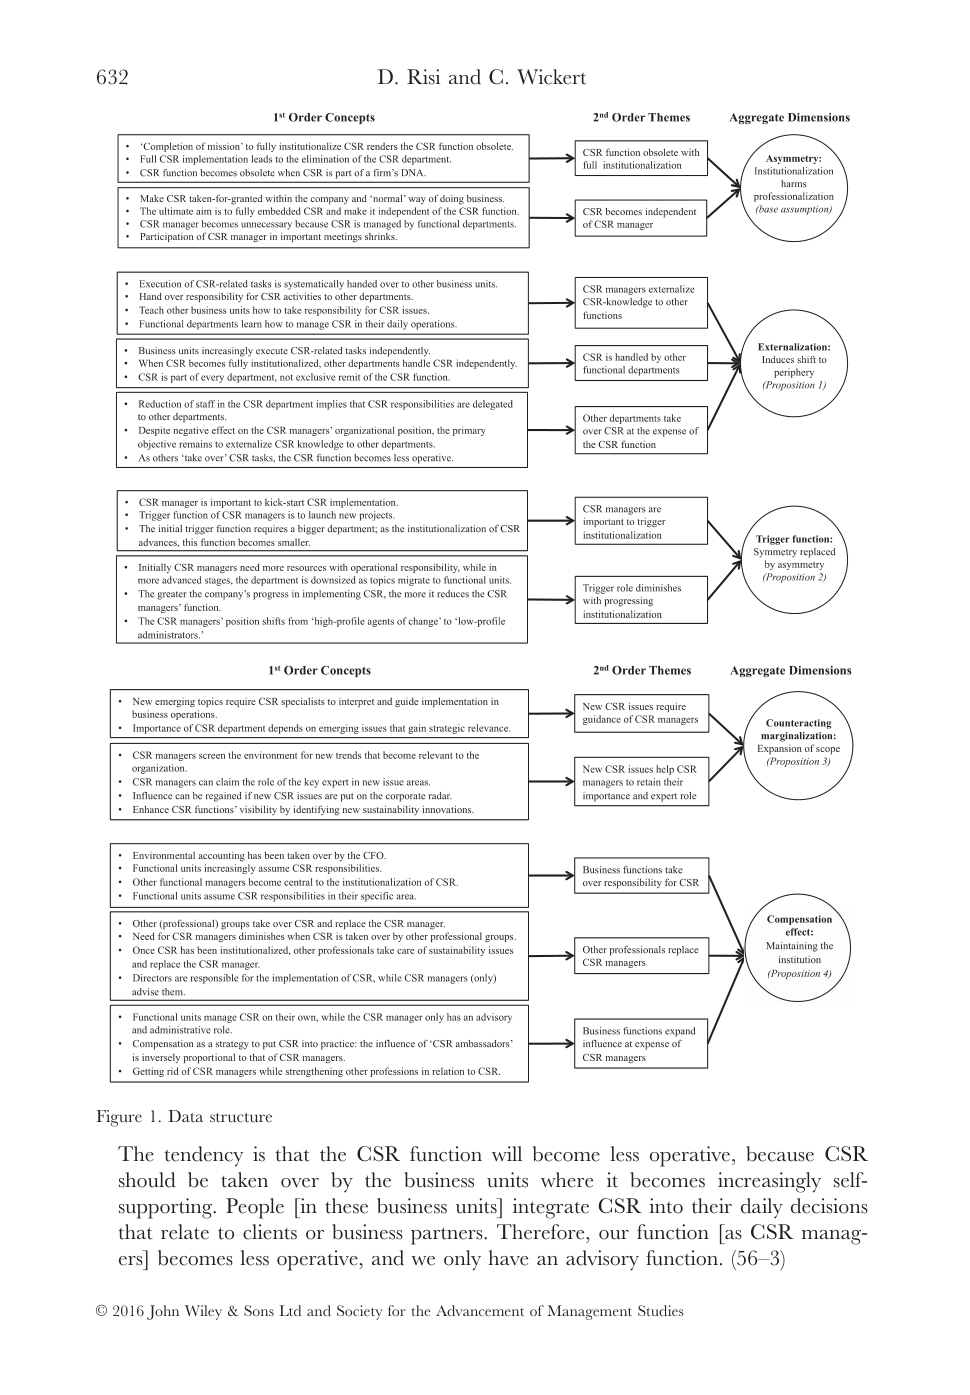 632
D. Risi and C. Wickert
1st Order Concepts
2nd Order Themes
Aggregate Dimensions
• ‘Completion of mission’ to fully institutionalize CSR renders the CSR function obsolete.
• Full CSR implementation leads to the elimination of the CSR department.
• CSR function becomes obsolete when CSR is part of a firm’s DNA.
CSR function obsolete with
full institutionalization
• Make CSR taken-for-granted within the company and ‘normal’ way of doing business.
• The ultimate aim is to fully embedded CSR and make it independent of the CSR function.
• CSR manager becomes unnecessary because CSR is managed by functional departments.
• Participation of CSR manager in important meetings shrinks.
CSR becomes independent
of CSR manager
Asymmetry:
Institutionalization
harms
professionalization
(base assumption)
• Execution of CSR-related tasks is systematically handed over to other business units.
• Hand over responsibility for CSR activities to other departments.
• Teach other business units how to take responsibility for CSR issues.
• Functional departments learn how to manage CSR in their daily operations.
CSR managers externalize
CSR-knowledge to other
functions
• Business units increasingly execute CSR-related tasks independently.
• When CSR becomes fully institutionalized, other departments handle CSR independently.
• CSR is part of every department, not exclusive remit of the CSR function.
CSR is handled by other
functional departments
• Reduction of staff in the CSR department implies that CSR responsibilities are delegated
to other departments.
• Despite negative effect on the CSR managers’ organizational position, the primary
objective remains to externalize CSR knowledge to other departments.
• As others ‘take over’ CSR tasks, the CSR function becomes less operative.
Other departments take
over CSR at the expense of
the CSR function
Externalization:
Induces shift to
periphery
(Proposition 1)
• CSR manager is important to kick-start CSR implementation.
• Trigger function of CSR managers is to launch new projects.
• The initial trigger function requires a bigger department; as the institutionalization of CSR
advances, this function becomes smaller.
CSR managers are
important to trigger
institutionalization
• Initially CSR managers need more resources with operational responsibility, while in
more advanced stages, the department is downsized as topics migrate to functional units.
• The greater the company’s progress in implementing CSR, the more it reduces the CSR
managers’ function.
• The CSR managers’ position shifts from ‘high-profile agents of change’ to ‘low-profile
administrators.’
Trigger role diminishes
with progressing
institutionalization
Trigger function:
Symmetry replaced
by asymmetry
(Proposition 2)
1st Order Concepts
2nd Order Themes
Aggregate Dimensions
• New emerging topics require CSR specialists to interpret and guide implementation in
business operations.
• Importance of CSR department depends on emerging issues that gain strategic relevance.
New CSR issues require
guidance of CSR managers
• CSR managers screen the environment for new trends that become relevant to the
organization.
• CSR managers can claim the role of the key expert in new issue areas.
• Influence can be regained if new CSR issues are put on the corporate radar.
• Enhance CSR functions’ visibility by identifying new sustainability innovations.
New CSR issues help CSR
managers to retain their
importance and expert role
Counteracting
marginalization:
Expansion of scope
(Proposition 3)
• Environmental accounting has been taken over by the CFO.
• Functional units increasingly assume CSR responsibilities.
• Other functional managers become central to the institutionalization of CSR.
• Functional units assume CSR responsibilities in their specific area.
Business functions take
over responsibility for CSR
• Other (professional) groups take over CSR and replace the CSR manager.
• Need for CSR managers diminishes when CSR is taken over by other professional groups.
• Once CSR has been institutionalized, other professionals take care of sustainability issues
and replace the CSR manager.
• Directors are responsible for the implementation of CSR, while CSR managers (only)
advise them.
Other professionals replace
CSR managers
• Functional units manage CSR on their own, while the CSR manager only has an advisory
and administrative role.
• Compensation as a strategy to put CSR into practice: the influence of ‘CSR ambassadors’
is inversely proportional to that of CSR managers.
• Getting rid of CSR managers while strengthening other professions in relation to CSR.
Business functions expand
influence at expense of
CSR managers
Compensation
effect:
Maintaining the
institution
(Proposition 4)
Figure 1. Data structure
The tendency is that the CSR function will become less operative, because CSR
should be taken over by the business units where it becomes increasingly self-
supporting. People [in these business units] integrate CSR into their daily decisions
that relate to clients or business partners. Therefore, our function [as CSR manag-
ers] becomes less operative, and we only have an advisory function. (56–3)
© 2016 John Wiley & Sons Ltd and Society for the Advancement of Management Studies